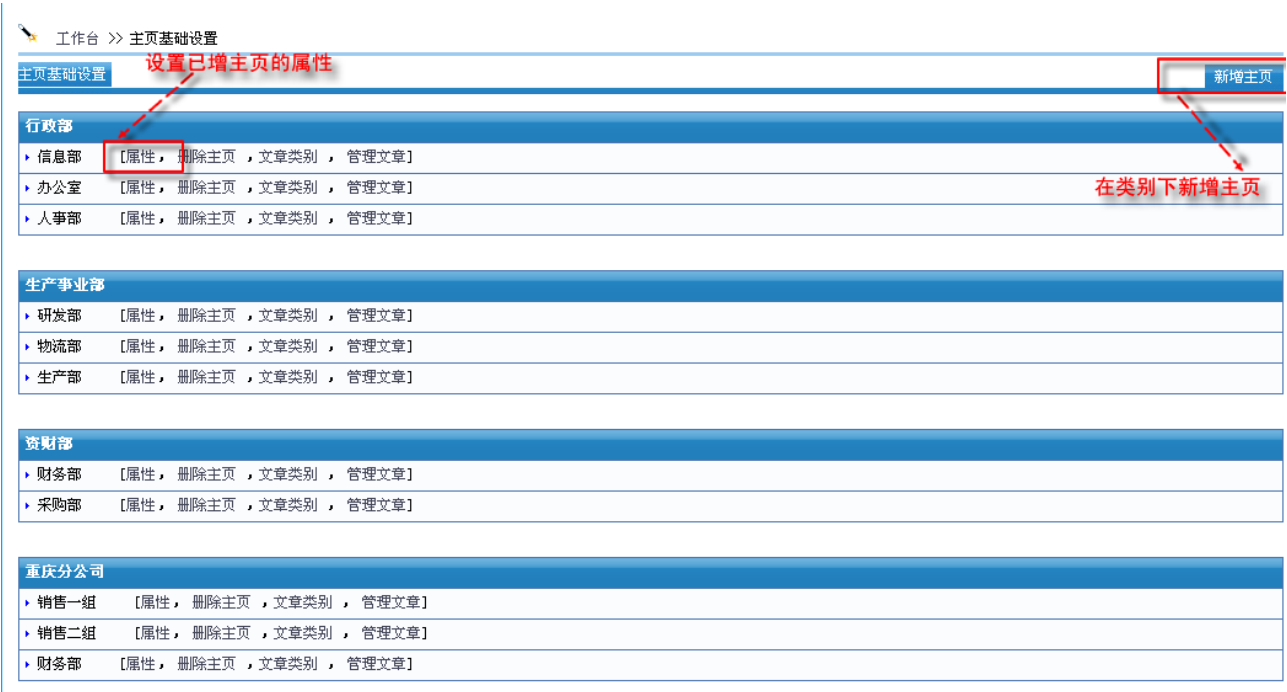 工作台 >> 主页基础设置
设置已增主页的属性
主页基础设置
新增主页
行政部
信息部 [属性, 删除主页 ,文章类别 , 管理文章]
办公室 [属性, 删除主页 ,文章类别 , 管理文章]
在类别下新增主页
人事部 [属性, 删除主页 ,文章类别 , 管理文章]
生产事业部
研发部 [属性, 删除主页 ,文章类别 , 管理文章]
物流部 [属性, 删除主页 ,文章类别 , 管理文章]
生产部 [属性, 删除主页 ,文章类别 , 管理文章]
资财部
财务部 [属性, 删除主页 ,文章类别 , 管理文章]
采购部 [属性, 删除主页 ,文章类别 , 管理文章]
重庆分公司
销售一组 [属性, 删除主页 ,文章类别 , 管理文章]
销售二组 [属性, 删除主页 ,文章类别 , 管理文章]
财务部 [属性, 删除主页 ,文章类别 , 管理文章]